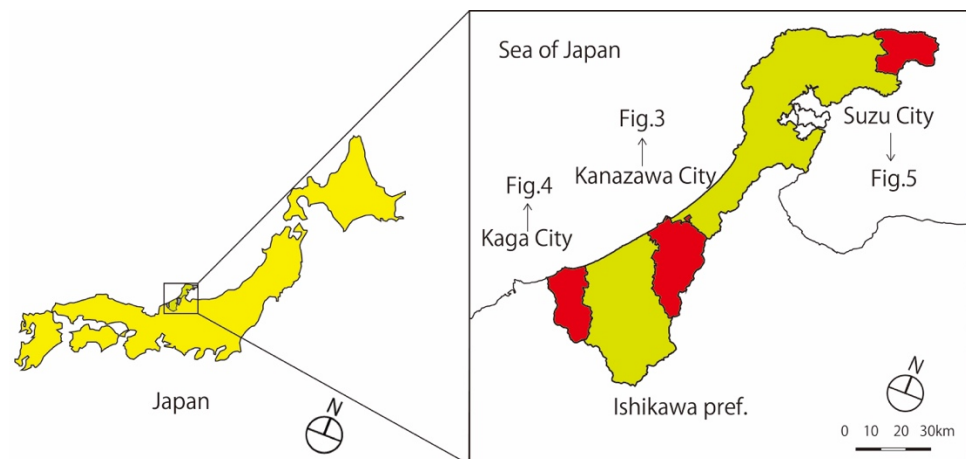 Sea of Japan
Fig.3
Kanazawa City
Fig.4
Kaga City
Suzu City
Fig.5
Ishikawa pref.
N
0 10 20 30km
Japan
N